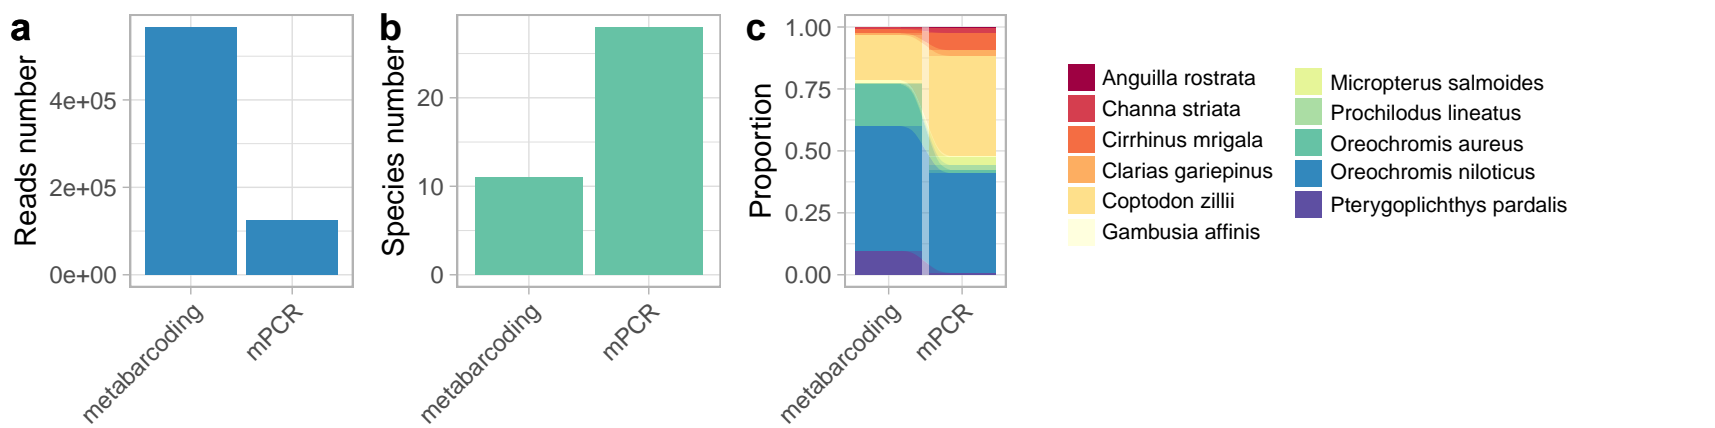 a
Reads number
4e+05
2e+05
0e+00
metabarcoding
mPCR
b
Species number
20
10
0
metabarcoding
mPCR
c
Proportion
1.00
0.75
0.50
0.25
0.00
metabarcoding
mPCR
Anguilla rostrata
Channa striata
Cirrhinus mrigala
Clarias gariepinus
Coptodon zillii
Gambusia affinis
Micropterus salmoides
Prochilodus lineatus
Oreochromis aureus
Oreochromis niloticus
Pterygoplichthys pardalis